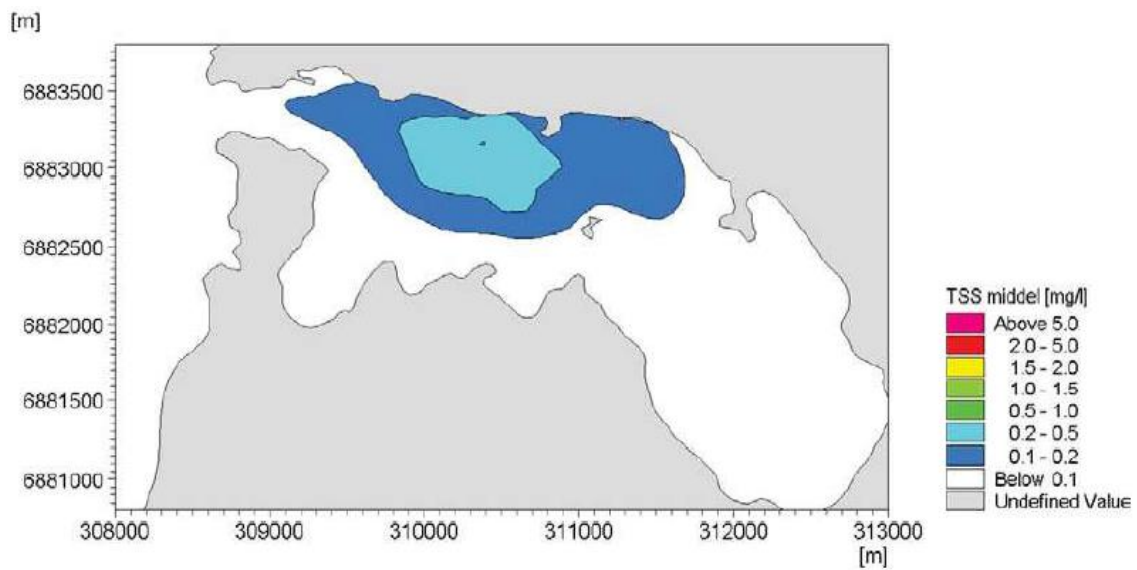 [m]
6883500
6883000
6882500
6882000
6881500
6881000
308000 309000 310000 311000 312000 313000
[m]
TSS middel [mg/l]
Above 5.0
2.0 - 5.0
1.5 - 2.0
1.0 - 1.5
0.5 - 1.0
0.2 - 0.5
0.1 - 0.2
Below 0.1
Undefined Value